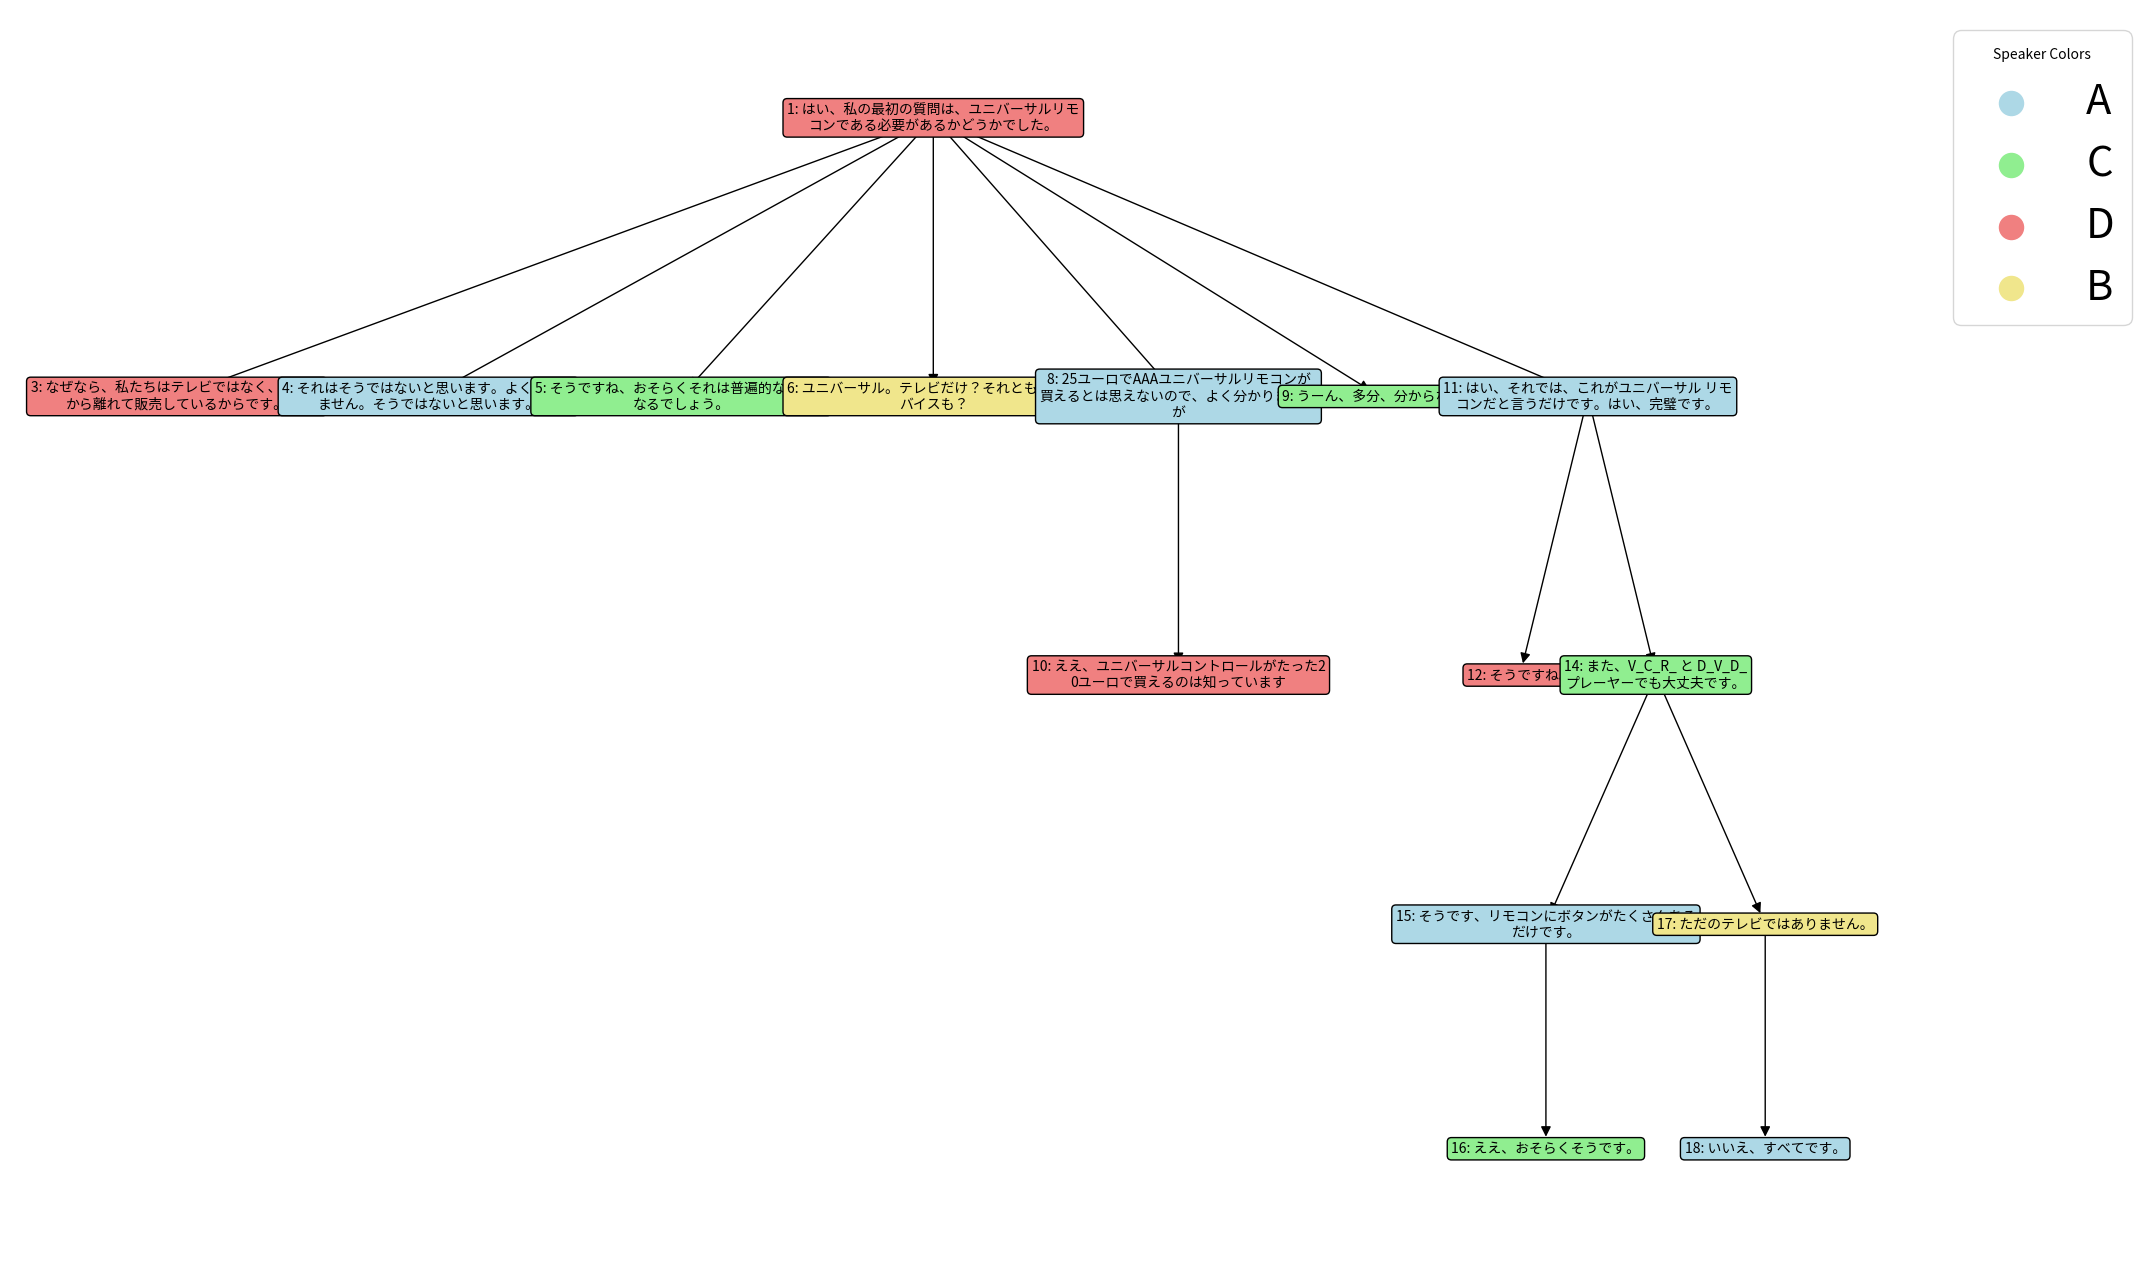 Speaker Colors
A
C
D
B
1: はい、私の最初の質問は、ユニバーサルリモ
コンである必要があるかどうかでした。
3: なぜなら、私たちはテレビではなく、
から離れて販売しているからです。
4: それはそうではないと思います。よく
ません。そうではないと思います。
5: そうですね、おそらくそれは普遍的な
なるでしょう。
6: ユニバーサル。テレビだけ？それとも
バイスも？
8: 25ユーロでAAAユニバーサルリモコンが
買えるとは思えないので、よく分かり
が
9: うーん、多分、分から
11: はい、それでは、これがユニバーサル リモ
コンだと言うだけです。はい、完璧です。
10: ええ、ユニバーサルコントロールがたった2
0ユーロで買えるのは知っています
12: そうですね
14: また、V_C_R_ と D_V_D_
プレーヤーでも大丈夫です。
15: そうです、リモコンにボタンがたくさん
だけです。
17: ただのテレビではありません。
16: ええ、おそらくそうです。
18: いいえ、すべてです。